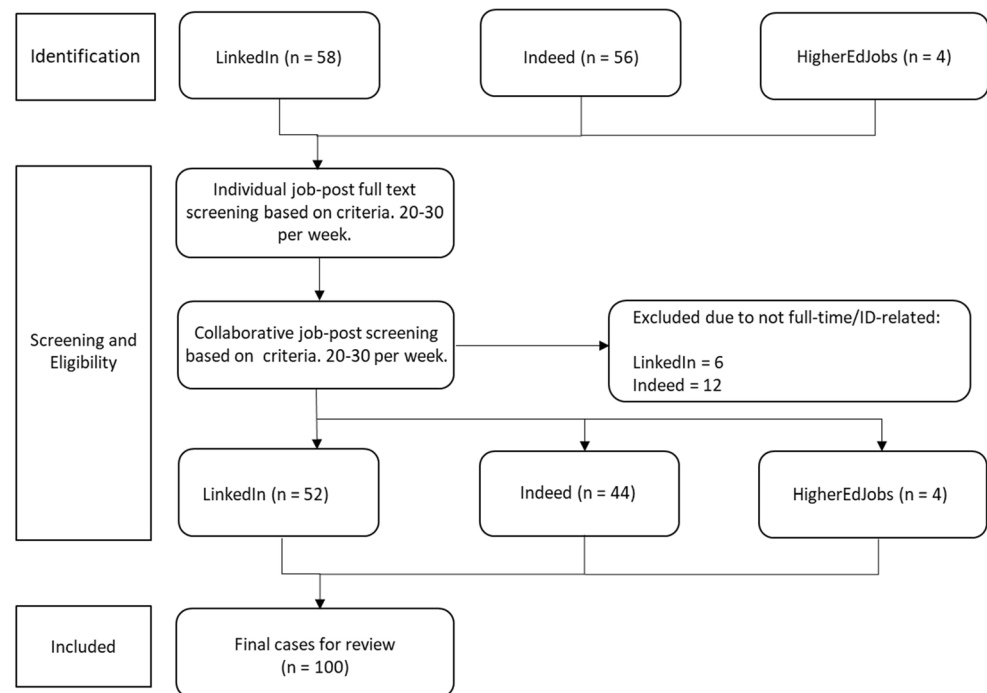 Identification
LinkedIn (n = 58)
Indeed (n = 56)
HigherEdJobs (n = 4)
Individual job-post full text
screening based on criteria. 20-30
per week.
Screening and
Eligibility
Collaborative job-post screening
based on  criteria. 20-30 per week.
Excluded due to not full-time/ID-related:
LinkedIn = 6
Indeed = 12
LinkedIn (n = 52)
Indeed (n = 44)
HigherEdJobs (n = 4)
Included
Final cases for review
(n = 100)